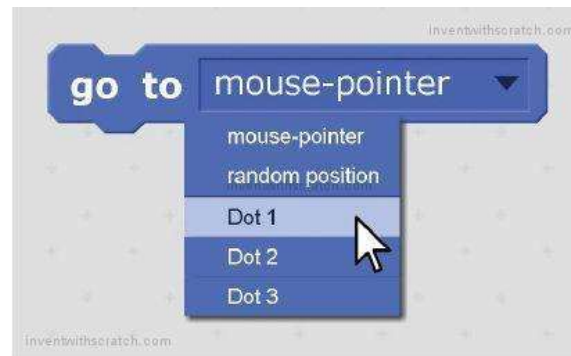 inventwithscratch.com
go to mouse-pointer
mouse-pointer
random position
Dot 1
Dot 2
Dot 3
inventwithscratch.com